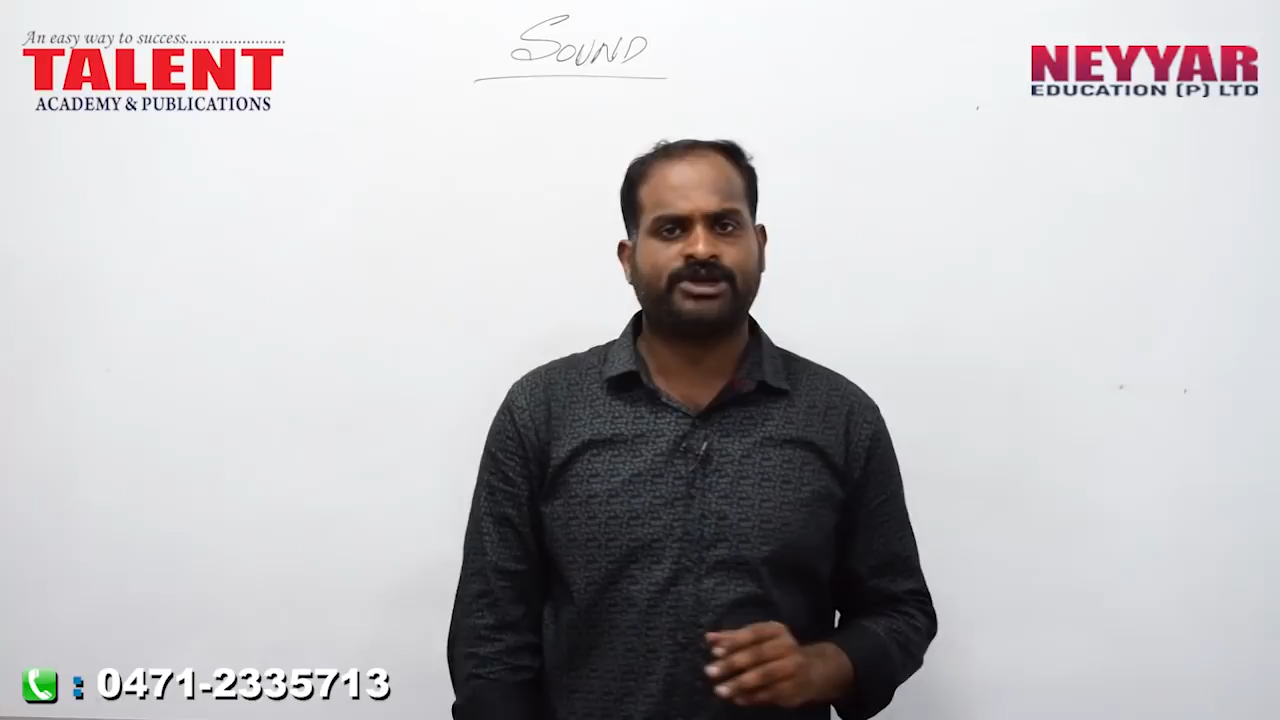 An easy way to success.......................
TALENT
ACADEMY & PUBLICATIONS
SOUND
NEYYAR
EDUCATION (P) LTD
: 0471-2335713